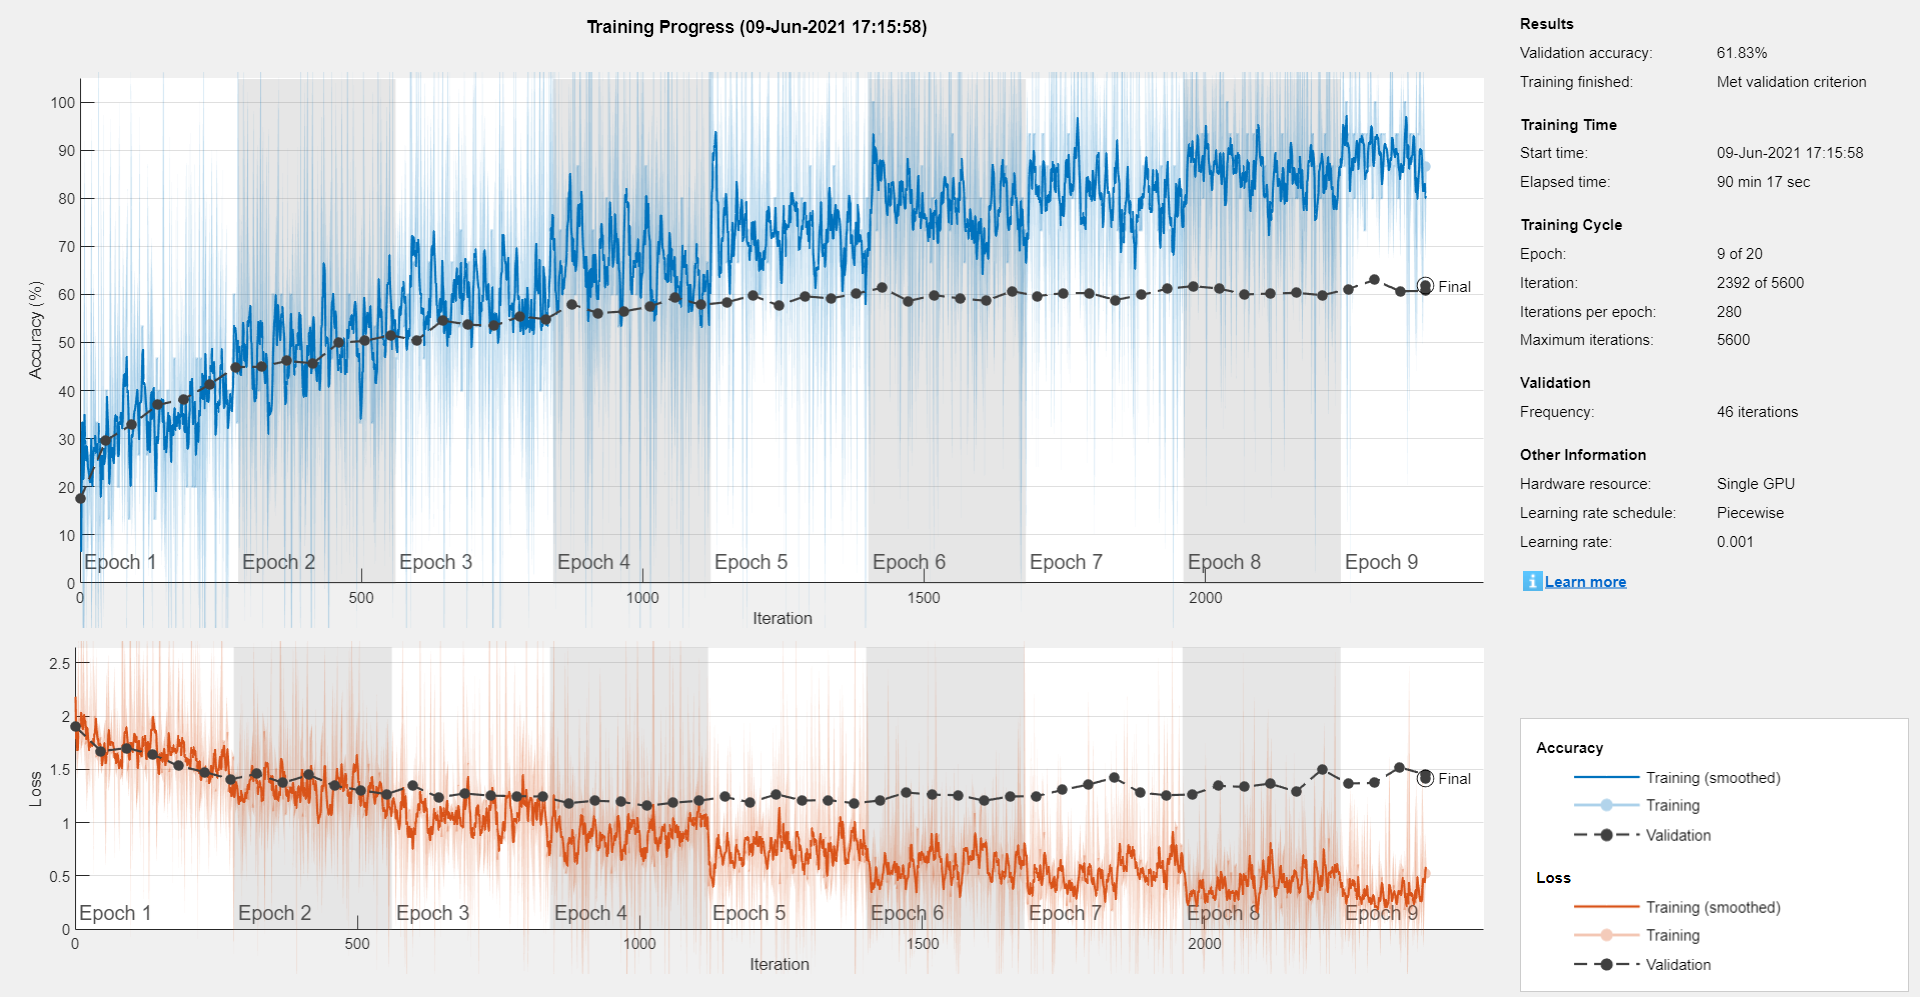 Training Progress (09-Jun-2021 17:15:58)
100
90
80
70
60
50
40
30
20
10
0
Accuracy (%)
Final
Epoch 1 Epoch 2 Epoch 3 Epoch 4 Epoch 5 Epoch 6 Epoch 7 Epoch 8 Epoch 9
0 500 1000 1500 2000
Iteration
2.5
2
1.5
1
0.5
0
Loss
Final
Epoch 1 Epoch 2 Epoch 3 Epoch 4 Epoch 5 Epoch 6 Epoch 7 Epoch 8 Epoch 9
0 500 1000 1500 2000
Iteration
Results
Validation accuracy: 61.83%
Training finished: Met validation criterion
Training Time
Start time: 09-Jun-2021 17:15:58
Elapsed time: 90 min 17 sec
Training Cycle
Epoch: 9 of 20
Iteration: 2392 of 5600
Iterations per epoch: 280
Maximum iterations: 5600
Validation
Frequency: 46 iterations
Other Information
Hardware resource: Single GPU
Learning rate schedule: Piecewise
Learning rate: 0.001
i Learn more
Accuracy
Training (smoothed)
Training
Validation
Loss
Training (smoothed)
Training
Validation